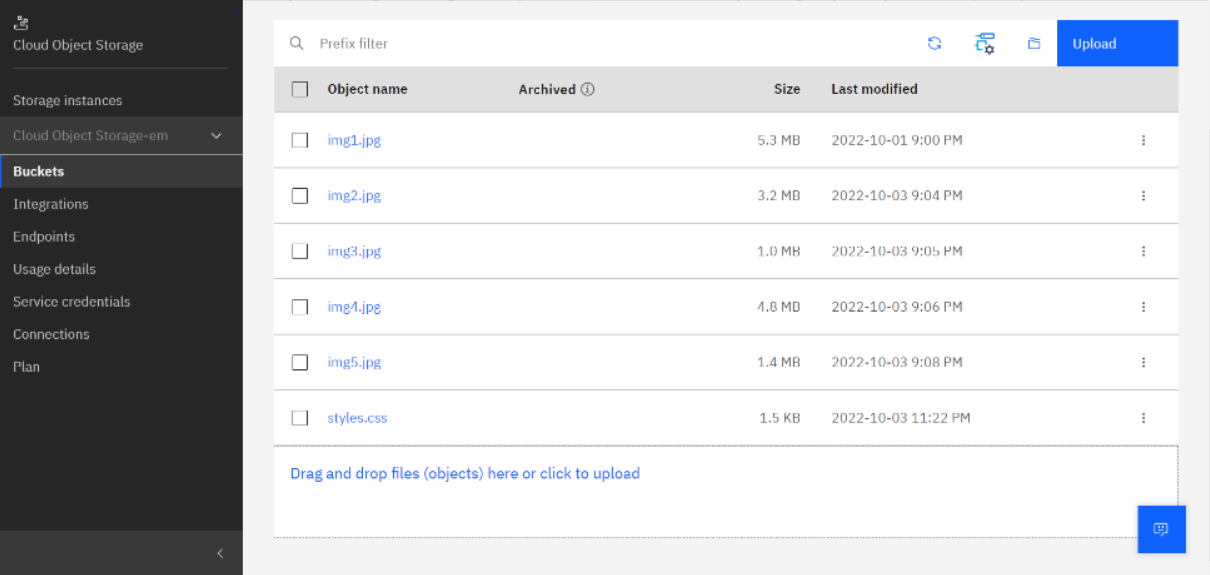 Cloud Object Storage
Storage instances
Cloud Object Storage-em
Buckets
Integrations
Endpoints
Usage details
Service credentials
Connections
Plan
Prefix filter Upload
Object name Archived Size Last modified
img1.jpg 5.3 MB 2022-10-01 9:00 PM
img2.jpg 3.2 MB 2022-10-03 9:04 PM
img3.jpg 1.0 MB 2022-10-03 9:05 PM
img4.jpg 4.8 MB 2022-10-03 9:06 PM
img5.jpg 1.4 MB 2022-10-03 9:08 PM
styles.css 1.5 KB 2022-10-03 11:22 PM
Drag and drop files (objects) here or click to upload